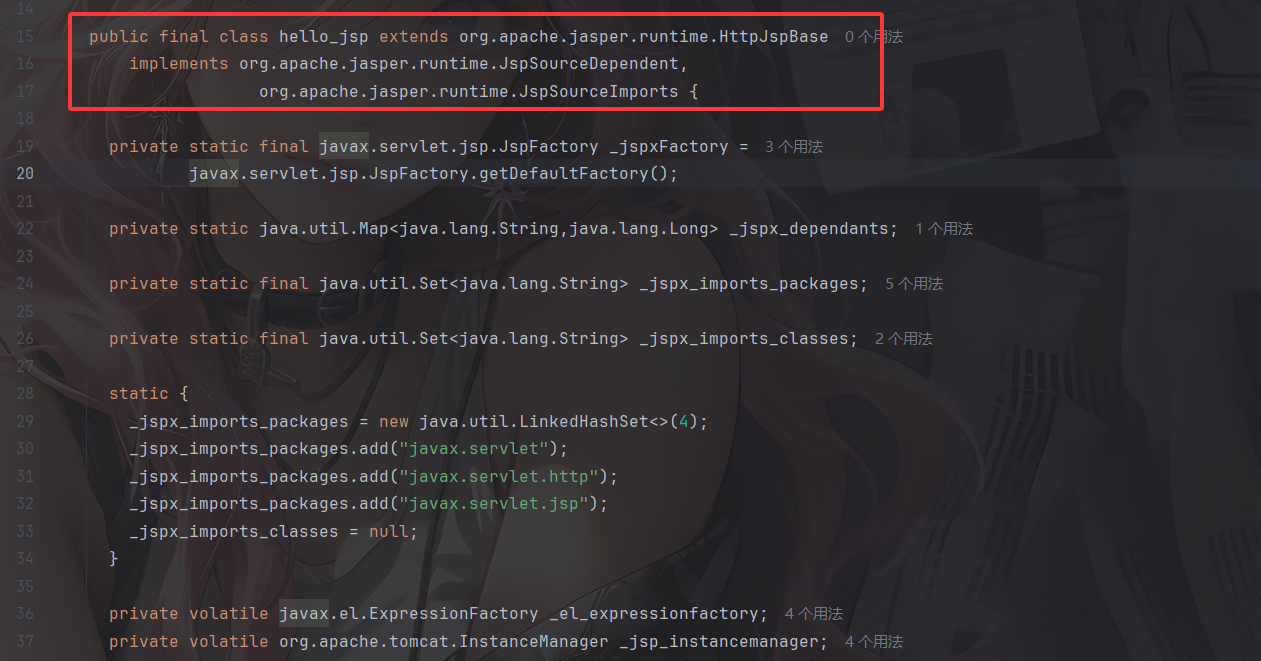 14
15 public final class hello_jsp extends org.apache.jasper.runtime.HttpJspBase 0 个用法
16 implements org.apache.jasper.runtime.JspSourceDependent,
17 org.apache.jasper.runtime.JspSourceImports {
18
19 private static final javax.servlet.jsp.JspFactory _jspxFactory = 3 个用法
20 javax.servlet.jsp.JspFactory.getDefaultFactory();
21
22 private static java.util.Map<java.lang.String,java.lang.Long> _jspx_dependants; 1 个用法
23
24 private static final java.util.Set<java.lang.String> _jspx_imports_packages; 5 个用法
25
26 private static final java.util.Set<java.lang.String> _jspx_imports_classes; 2 个用法
27
28 static {
29 _jspx_imports_packages = new java.util.LinkedHashSet<>(4);
30 _jspx_imports_packages.add("javax.servlet");
31 _jspx_imports_packages.add("javax.servlet.http");
32 _jspx_imports_packages.add("javax.servlet.jsp");
33 _jspx_imports_classes = null;
34 }
35
36 private volatile javax.el.ExpressionFactory _el_expressionfactory; 4 个用法
37 private volatile org.apache.tomcat.InstanceManager _jsp_instancemanager; 4 个用法